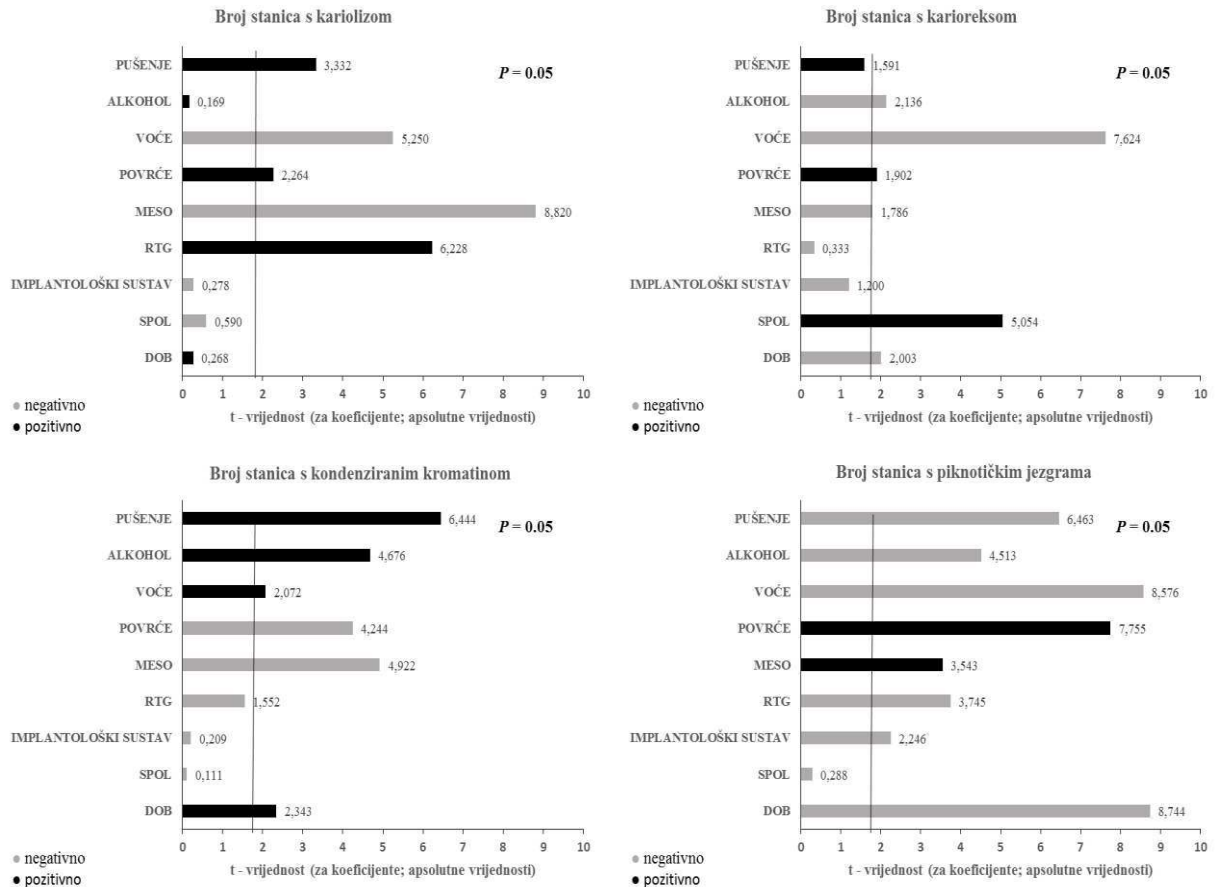 Broj stanica s kariolizom
P = 0.05
PUŠENJE 3,332
ALKOHOL 0,169
VOĆE 5,250
POVRĆE 2,264
MESO 8,820
RTG 6,228
IMPLANTOLOŠKI SUSTAV 0,278
SPOL 0,590
DOB 0,268
0 1 2 3 4 5 6 7 8 9 10
t - vrijednost (za koeficijente; apsolutne vrijednosti)
negativno
pozitivno
Broj stanica s karioreksom
P = 0.05
PUŠENJE 1,591
ALKOHOL 2,136
VOĆE 7,624
POVRĆE 1,902
MESO 1,786
RTG 0,333
IMPLANTOLOŠKI SUSTAV 1,200
SPOL 5,054
DOB 2,003
0 1 2 3 4 5 6 7 8 9 10
t - vrijednost (za koeficijente; apsolutne vrijednosti)
negativno
pozitivno
Broj stanica s kondenziranim kromatinom
PUŠENJE 6,444
P = 0.05
ALKOHOL 4,676
VOĆE 2,072
POVRĆE 4,244
MESO 4,922
RTG 1,552
IMPLANTOLOŠKI SUSTAV 0,209
SPOL 0,111
DOB 2,343
0 1 2 3 4 5 6 7 8 9 10
t - vrijednost (za koeficijente; apsolutne vrijednosti)
negativno
pozitivno
Broj stanica s piknotičkim jezgrama
PUŠENJE 6,463
P = 0.05
ALKOHOL 4,513
VOĆE 8,576
POVRĆE 7,755
MESO 3,543
RTG 3,745
IMPLANTOLOŠKI SUSTAV 2,246
SPOL 0,288
DOB 8,744
0 1 2 3 4 5 6 7 8 9 10
t - vrijednost (za koeficijente; apsolutne vrijednosti)
negativno
pozitivno